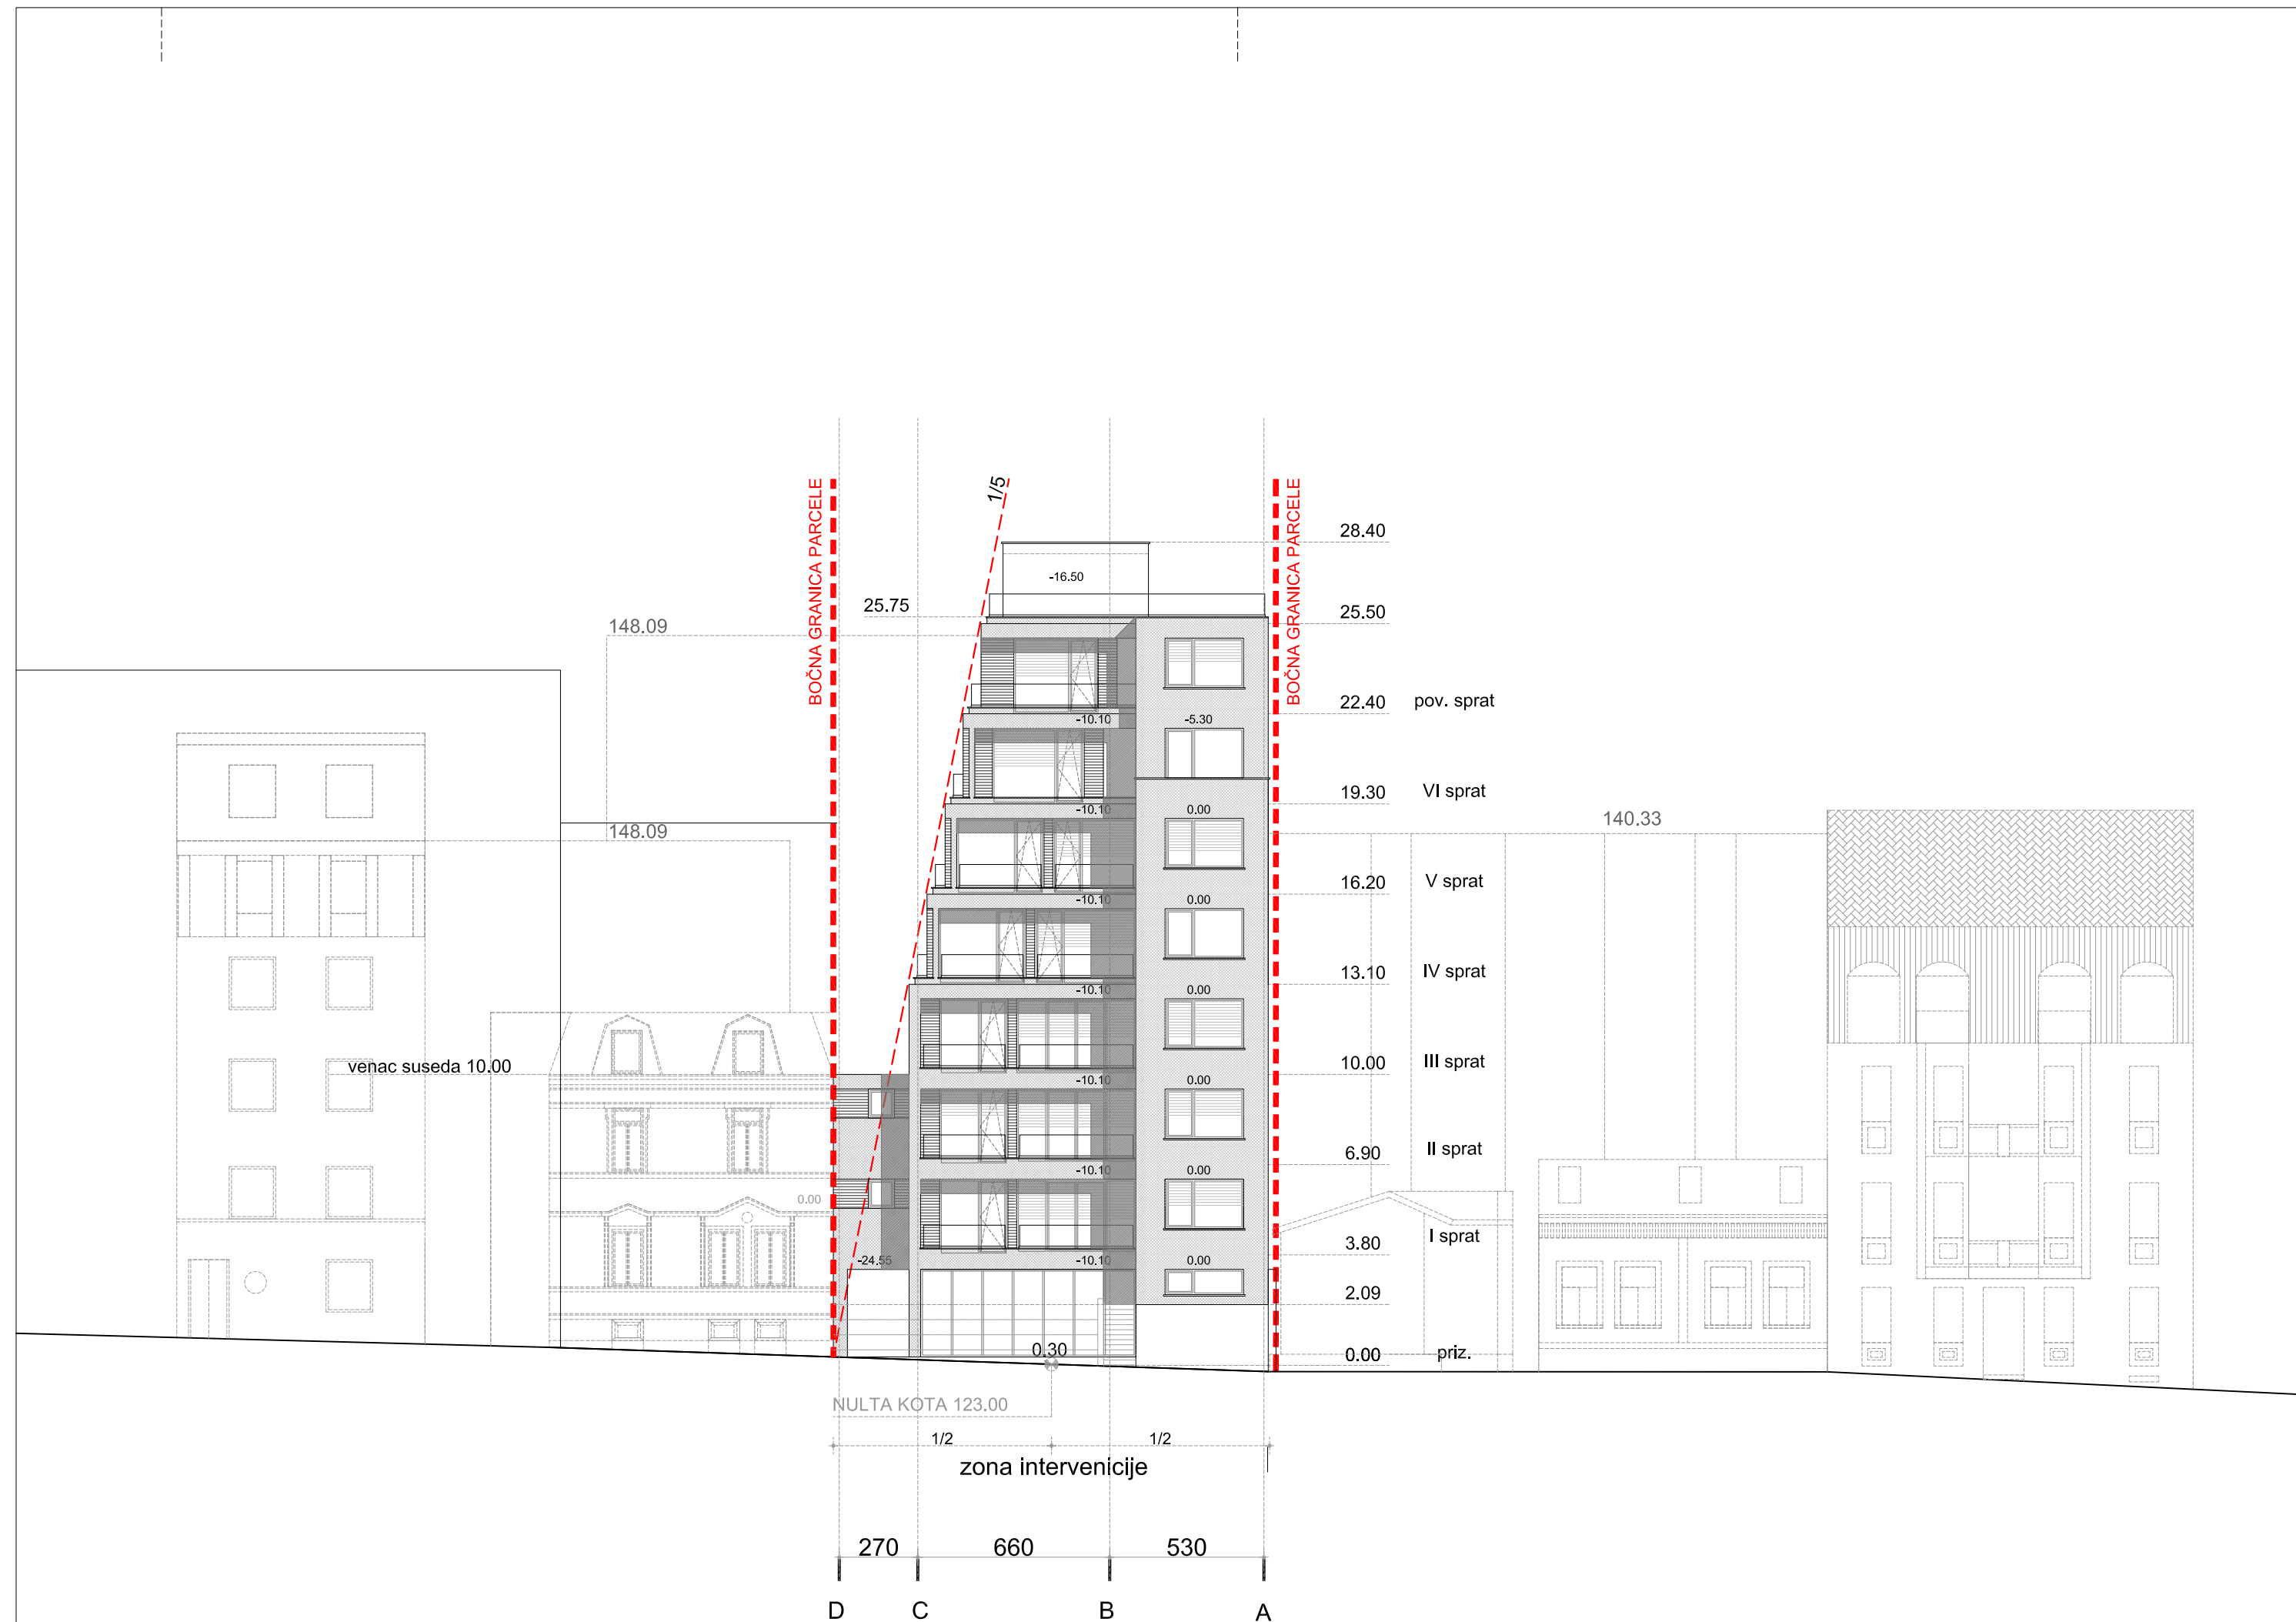 1/5
BOČNA GRANICA PARCELE
BOČNA GRANICA PARCELE
28.40
-16.50
25.75
25.50
148.09
22.40 pov. sprat
-10.10 -5.30
19.30 VI sprat
-10.10 0.00
140.33
148.09
16.20 V sprat
-10.10 0.00
13.10 IV sprat
-10.10 0.00
venac suseda 10.00
10.00 III sprat
-10.10 0.00
6.90 II sprat
-10.10 0.00
0.00
3.80 I sprat
-24.55 -10.10 0.00
2.09
0.30
0.00 priz.
NULTA KOTA 123.00
1/2 1/2
zona intervenicije
270 660 530
D C B A